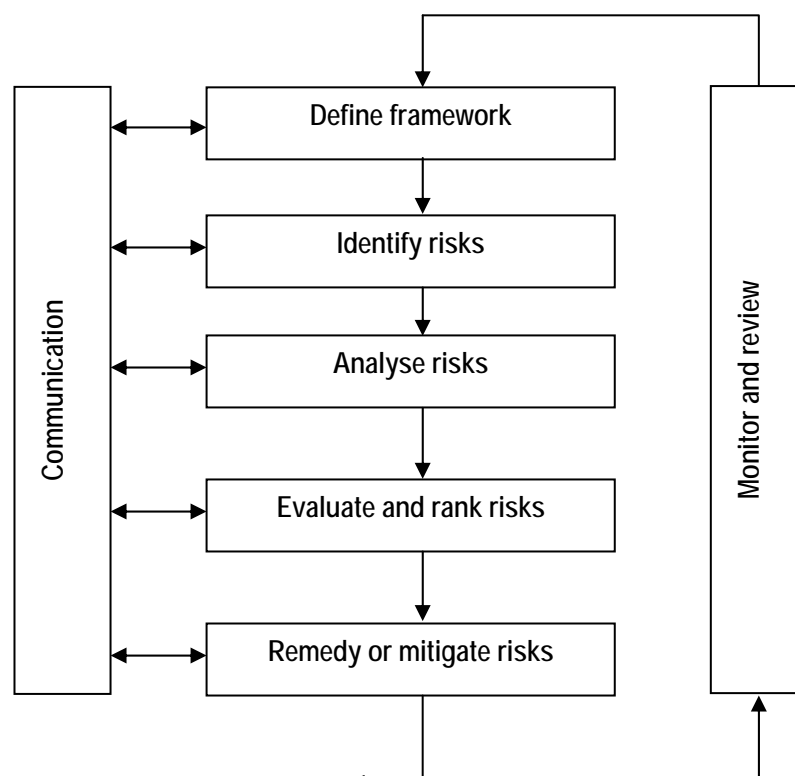 Define framework
Identify risks
Analyse risks
Evaluate and rank risks
Remedy or mitigate risks
Communication
Monitor and review